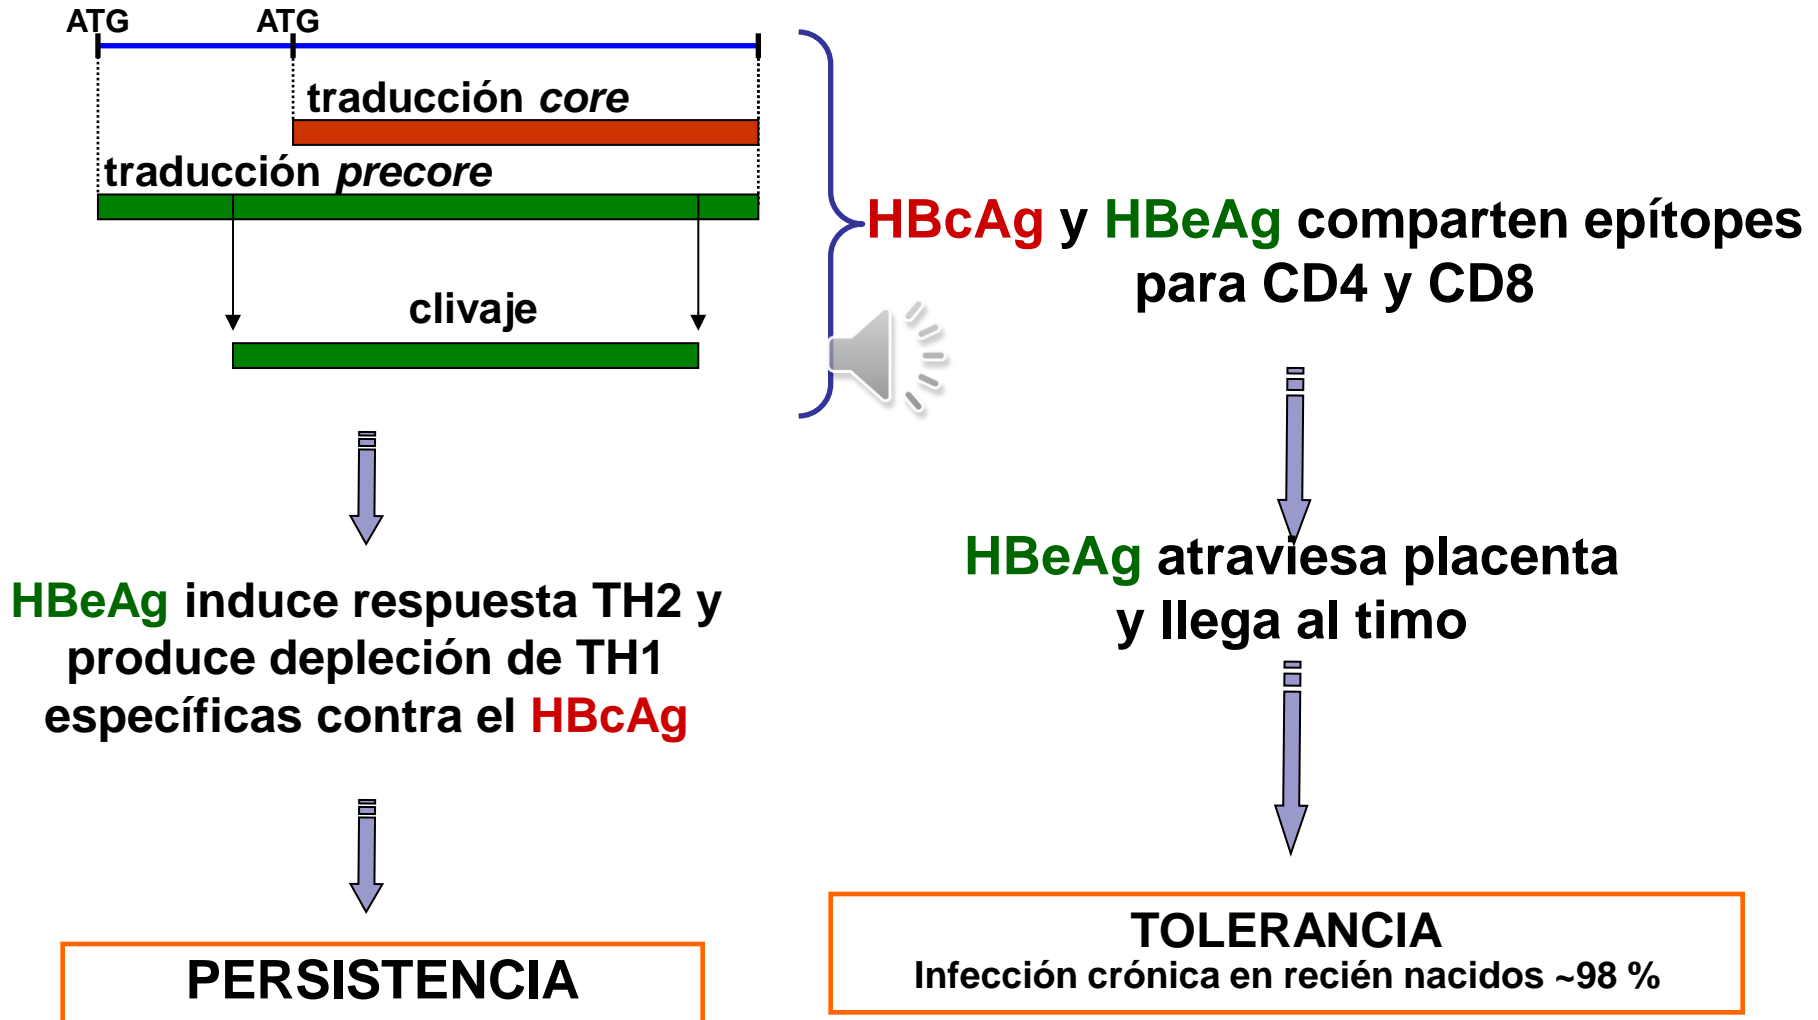 ATG ATG
traducción core
traducción precore
clivaje
HBcAg y HBeAg comparten epítopes
para CD4 y CD8
HBeAg induce respuesta TH2 y
produce depleción de TH1
específicas contra el HBcAg
HBeAg atraviesa placenta
y llega al timo
PERSISTENCIA
TOLERANCIA
Infección crónica en recién nacidos ~98 %